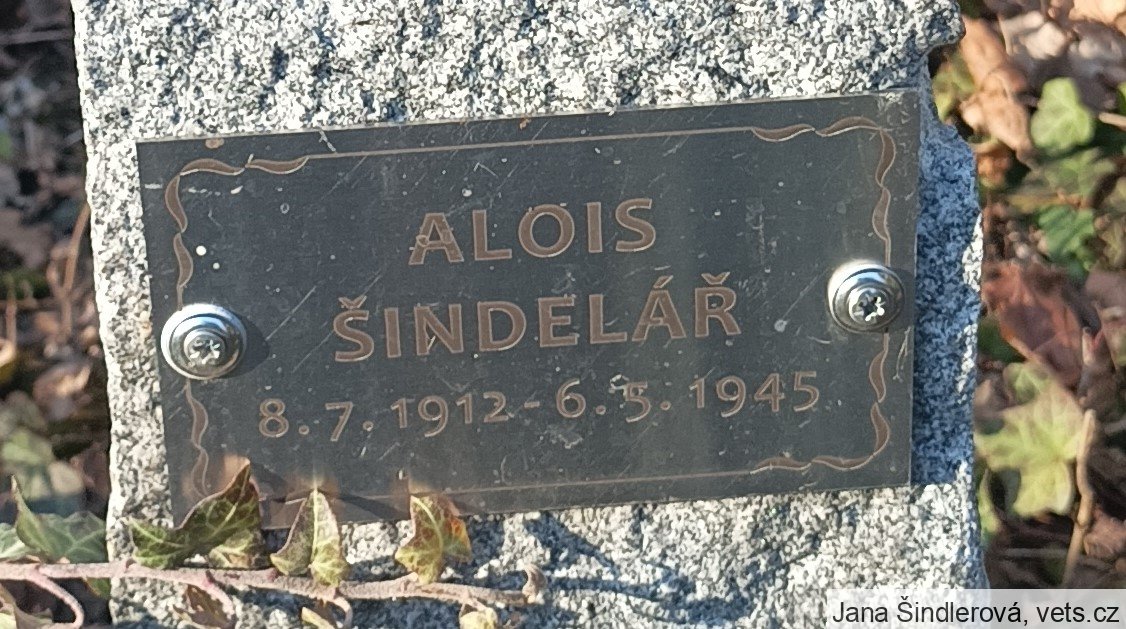 ALOIS
ŠINDELÁŘ
8.7.1912-6.5.1945
Jana Šindlerová, vets.cz